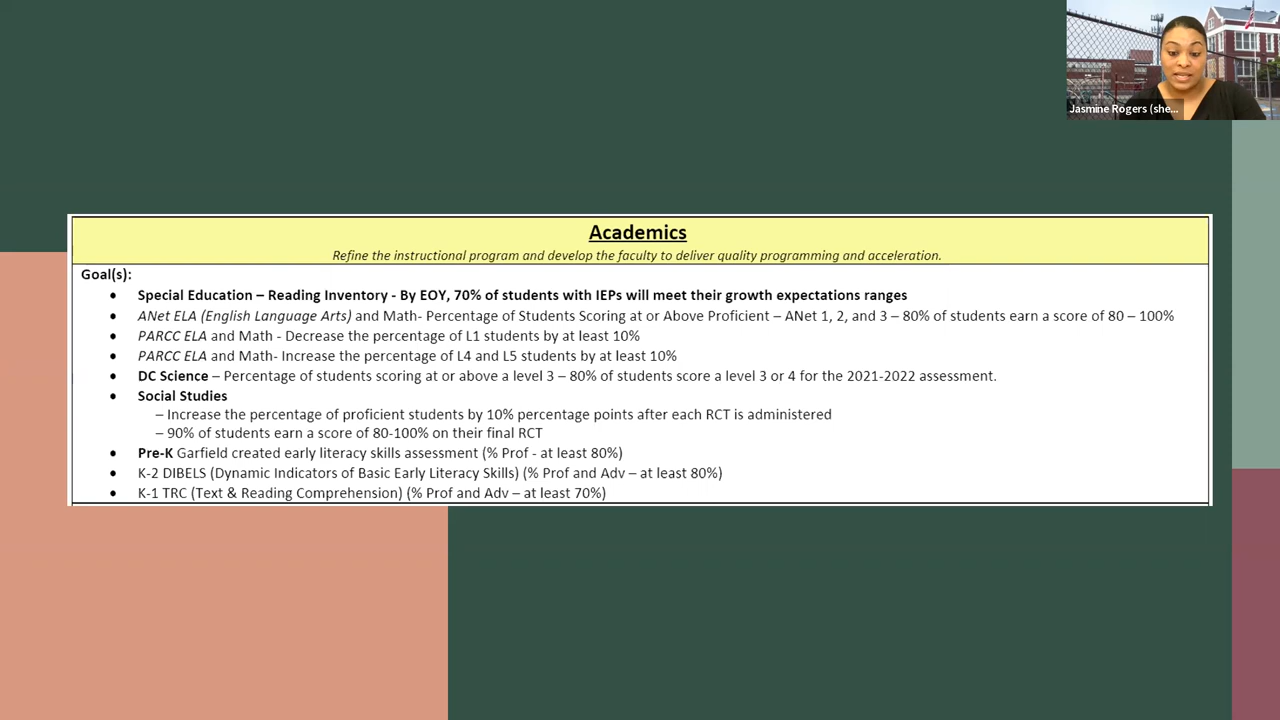 Jasmine Rogers (she...
Academics
Refine the instructional program and develop the faculty to deliver quality programming and acceleration.
Goal(s):
• Special Education – Reading Inventory - By EOY, 70% of students with IEPs will meet their growth expectations ranges
• ANet ELA (English Language Arts) and Math- Percentage of Students Scoring at or Above Proficient – ANet 1, 2, and 3 – 80% of students earn a score of 80 – 100%
• PARCC ELA and Math - Decrease the percentage of L1 students by at least 10%
• PARCC ELA and Math- Increase the percentage of L4 and L5 students by at least 10%
• DC Science – Percentage of students scoring at or above a level 3 – 80% of students score a level 3 or 4 for the 2021-2022 assessment.
• Social Studies
– Increase the percentage of proficient students by 10% percentage points after each RCT is administered
– 90% of students earn a score of 80-100% on their final RCT
• Pre-K Garfield created early literacy skills assessment (% Prof - at least 80%)
• K-2 DIBELS (Dynamic Indicators of Basic Early Literacy Skills) (% Prof and Adv – at least 80%)
• K-1 TRC (Text & Reading Comprehension) (% Prof and Adv – at least 70%)